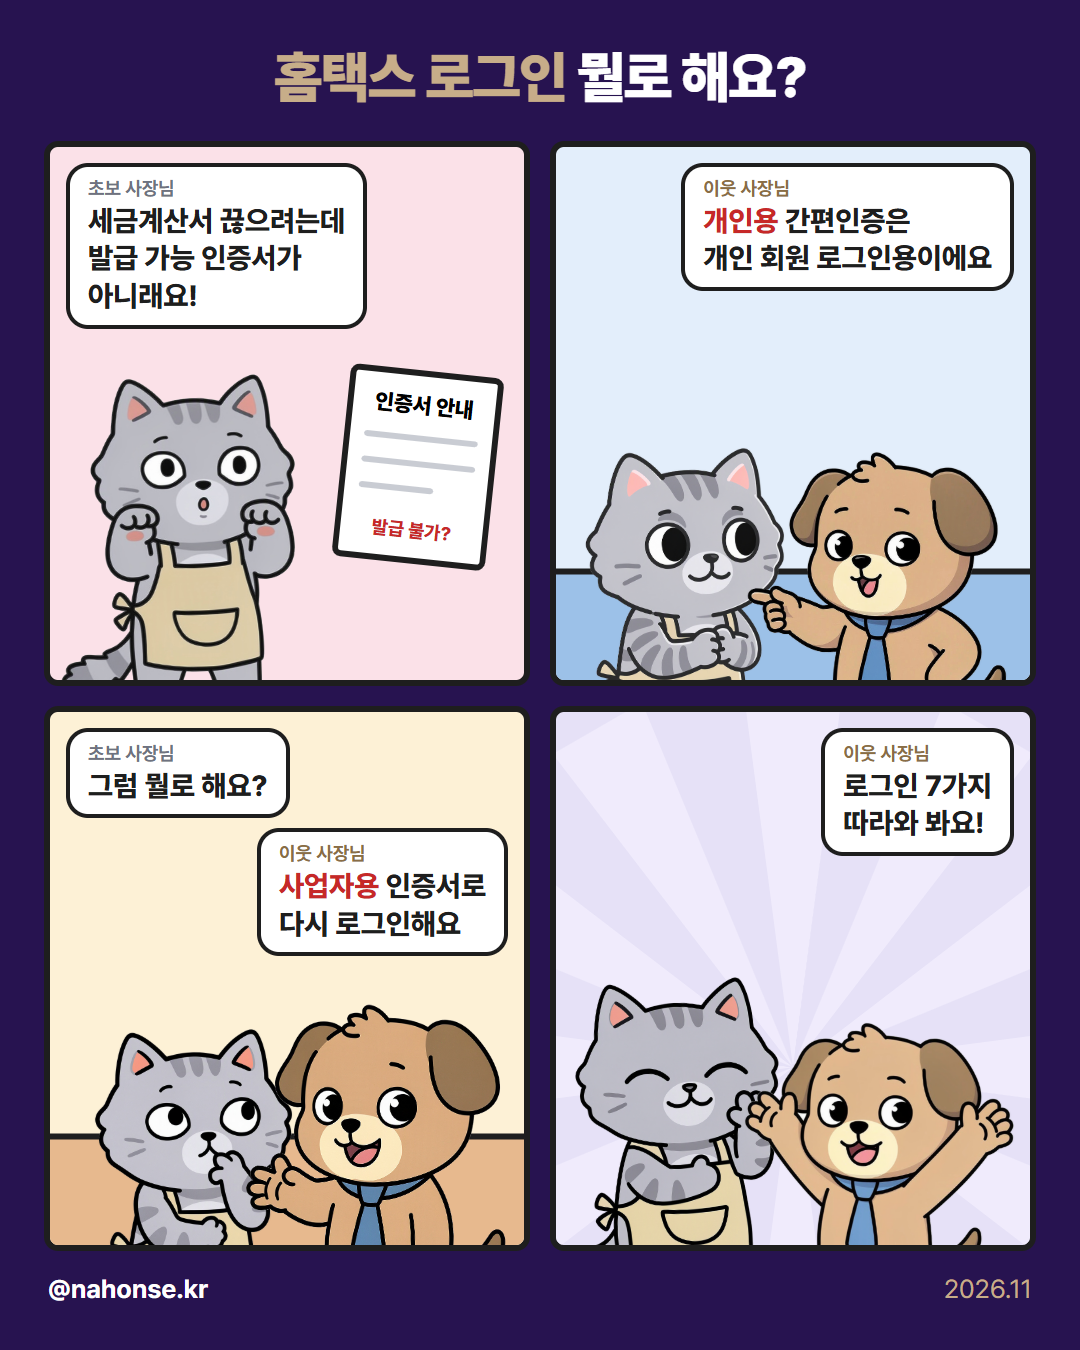 홈택스 로그인 뭘로 해요?
초보 사장님
세금계산서 끊으려는데
발급 가능 인증서가
아니래요!
인증서 안내
발급 불가?
이웃 사장님
개인용 간편인증은
개인 회원 로그인용이에요
초보 사장님
그럼 뭘로 해요?
이웃 사장님
사업자용 인증서로
다시 로그인해요
이웃 사장님
로그인 7가지
따라와 봐요!
@nahonse.kr
2026.11